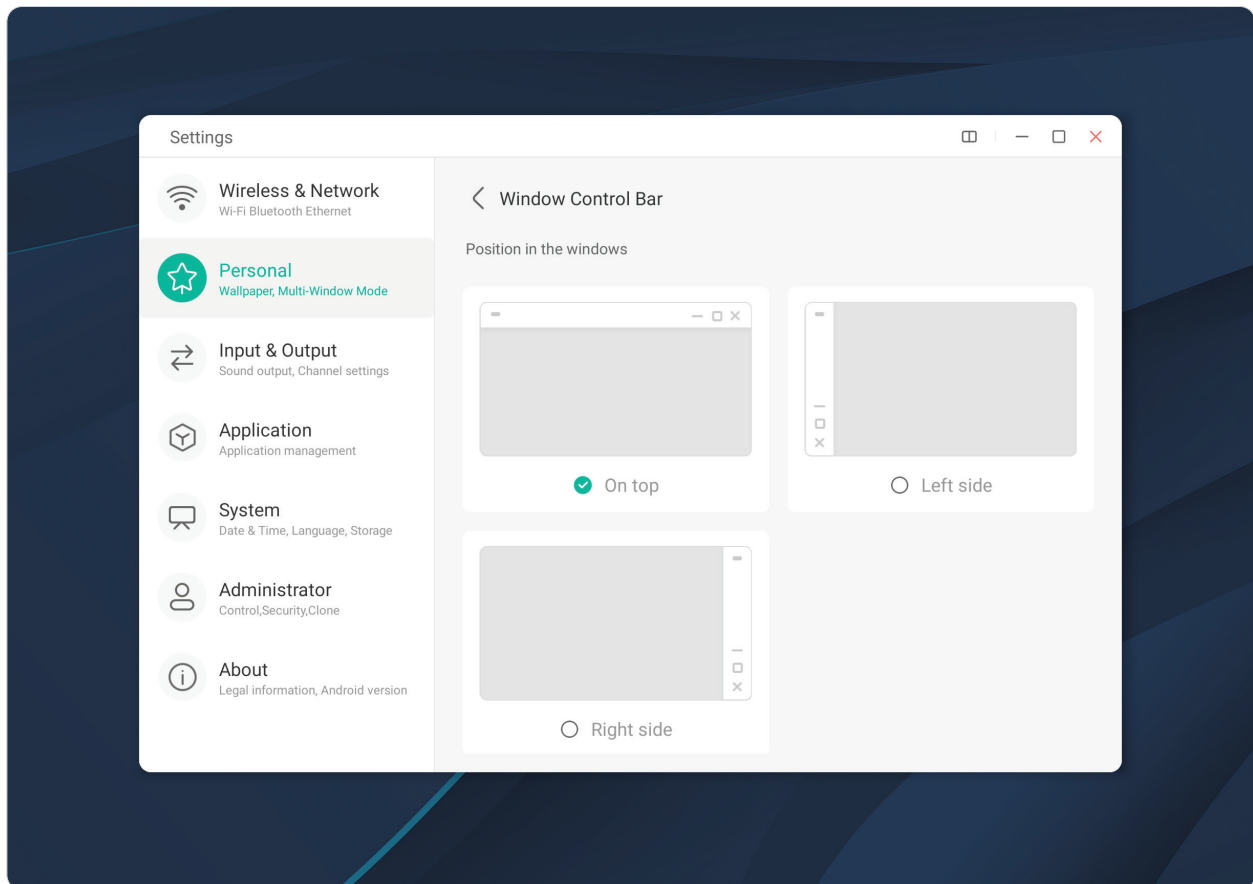 Settings
Wireless & Network
Wi-Fi Bluetooth Ethernet
Personal
Wallpaper, Multi-Window Mode
Input & Output
Sound output, Channel settings
Application
Application management
System
Date & Time, Language, Storage
Administrator
Control,Security,Clone
About
Legal information, Android version
Window Control Bar
Position in the windows
On top
Left side
Right side